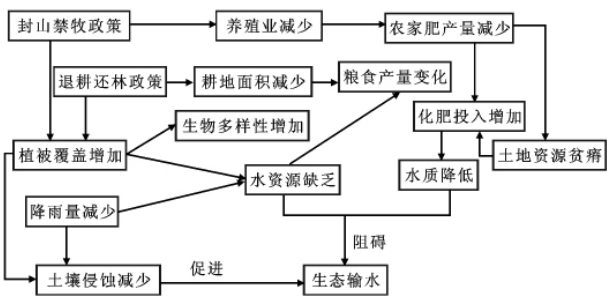 封山禁牧政策
养殖业减少
农家肥产量减少
退耕还林政策
耕地面积减少
粮食产量变化
生物多样性增加
化肥投入增加
植被覆盖增加
水资源缺乏
水质降低
土地资源贫瘠
降雨量减少
阻碍
土壤侵蚀减少
促进
生态输水